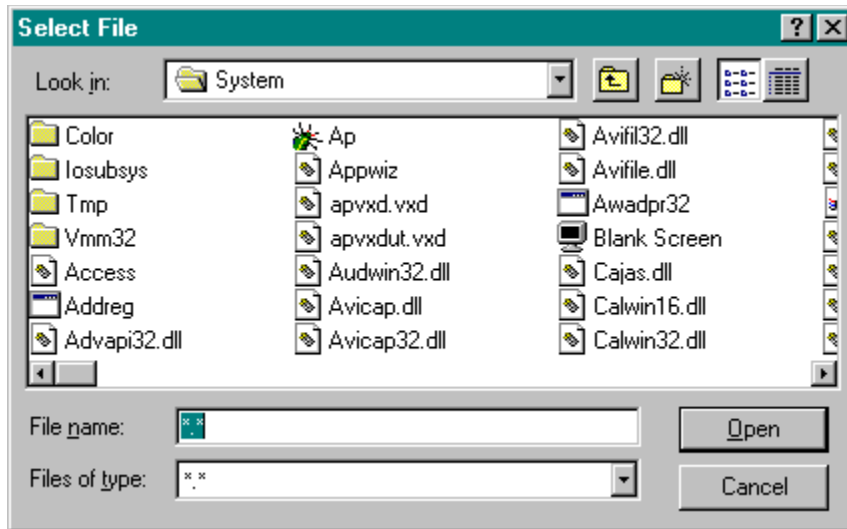 Select File
Look in: System
Color Ap Avifil32.dll
Iosubsys Appwiz Avifile.dll
Tmp apvxd.vxd Awadpr32
Vmm32 apvxdut.vxd Blank Screen
Access Audwin32.dll Cajas.dll
Addreg Avicap.dll Calwin16.dll
Advapi32.dll Avicap32.dll Calwin32.dll
File name: *.* Open
Files of type: *.* Cancel